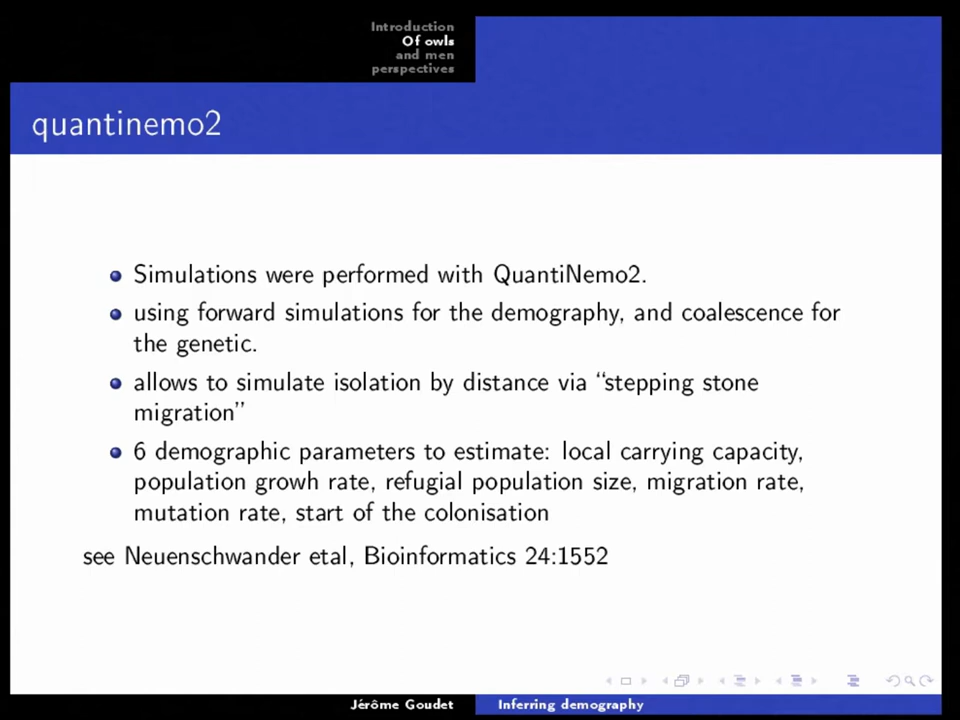 Introduction
Of owls
and men
perspectives
quantinemo2
Simulations were performed with QuantiNemo2.
using forward simulations for the demography, and coalescence for
the genetic.
allows to simulate isolation by distance via “stepping stone
migration”
6 demographic parameters to estimate: local carrying capacity,
population growh rate, refugial population size, migration rate,
mutation rate, start of the colonisation
see Neuenschwander etal, Bioinformatics 24:1552
Jérôme Goudet
Inferring demography